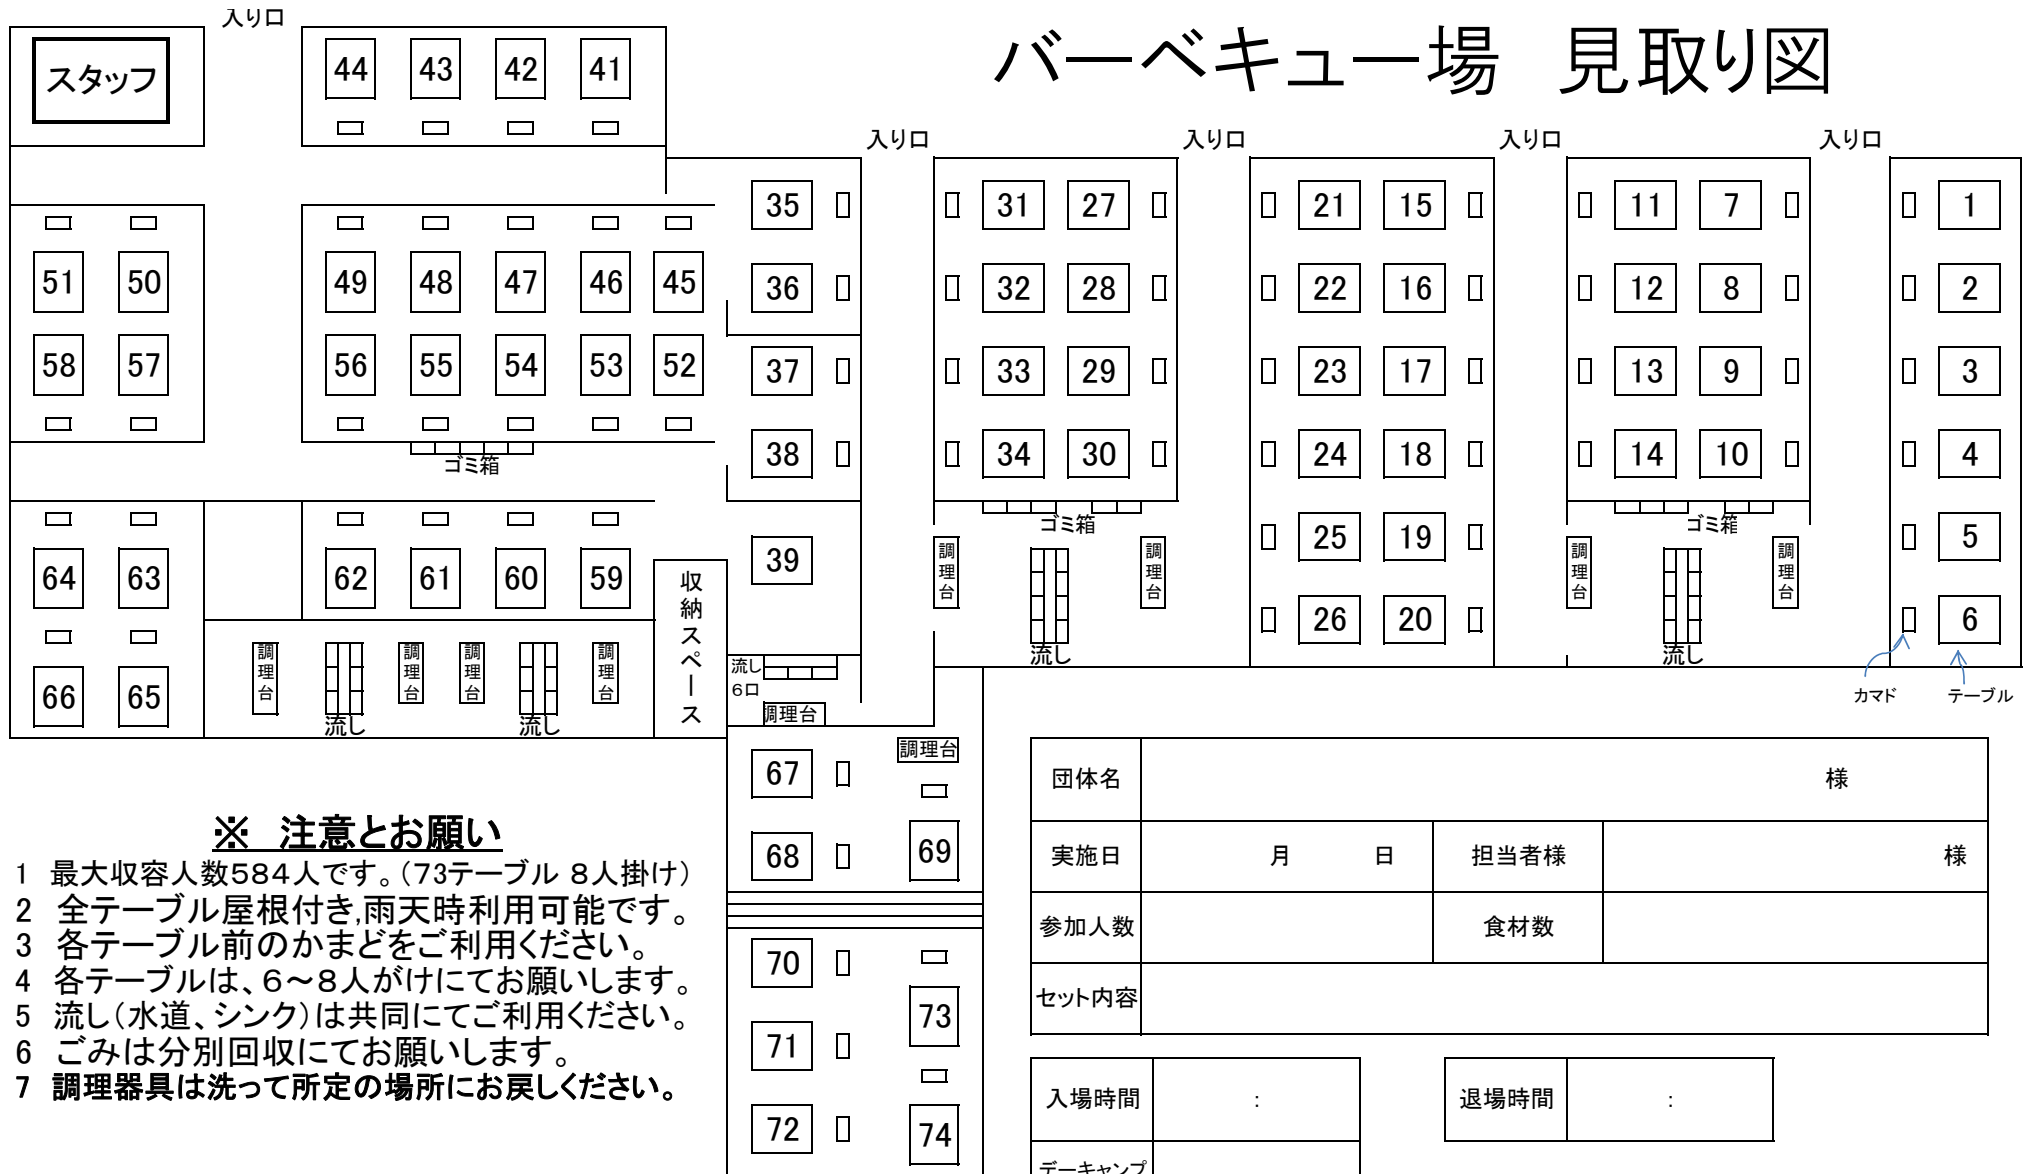 入り口
バーベキュー場　見取り図
スタッフ
44 43 42 41
入り口 入り口 入り口 入り口
35 31 27 21 15 11 7 1
51 50 49 48 47 46 45 36 32 28 22 16 12 8 2
58 57 56 55 54 53 52 37 33 29 23 17 13 9 3
38 34 30 24 18 14 10 4
ゴミ箱
ゴミ箱 ゴミ箱
39 25 19 5
調理台 調理台 調理台 調理台
64 63 62 61 60 59
収納スペース
26 20 6
流し 流し
調理台 調理台 調理台 調理台
流し
6口
66 65
流し 流し
調理台
カマド テーブル
調理台
67
68 69
70
71 73
72 74
※　注意とお願い
1　最大収容人数584人です。（73テーブル 8人掛け）
2　全テーブル屋根付き,雨天時利用可能です。
3　各テーブル前のかまどをご利用ください。
4　各テーブルは、6～8人がけにてお願いします。
5　流し（水道、シンク）は共同にてご利用ください。
6　ごみは分別回収にてお願いします。
7　調理器具は洗って所定の場所にお戻しください。
団体名 様
実施日 月 日 担当者様 様
参加人数 食材数
セット内容
入場時間 : 退場時間 :
デーキャンプ